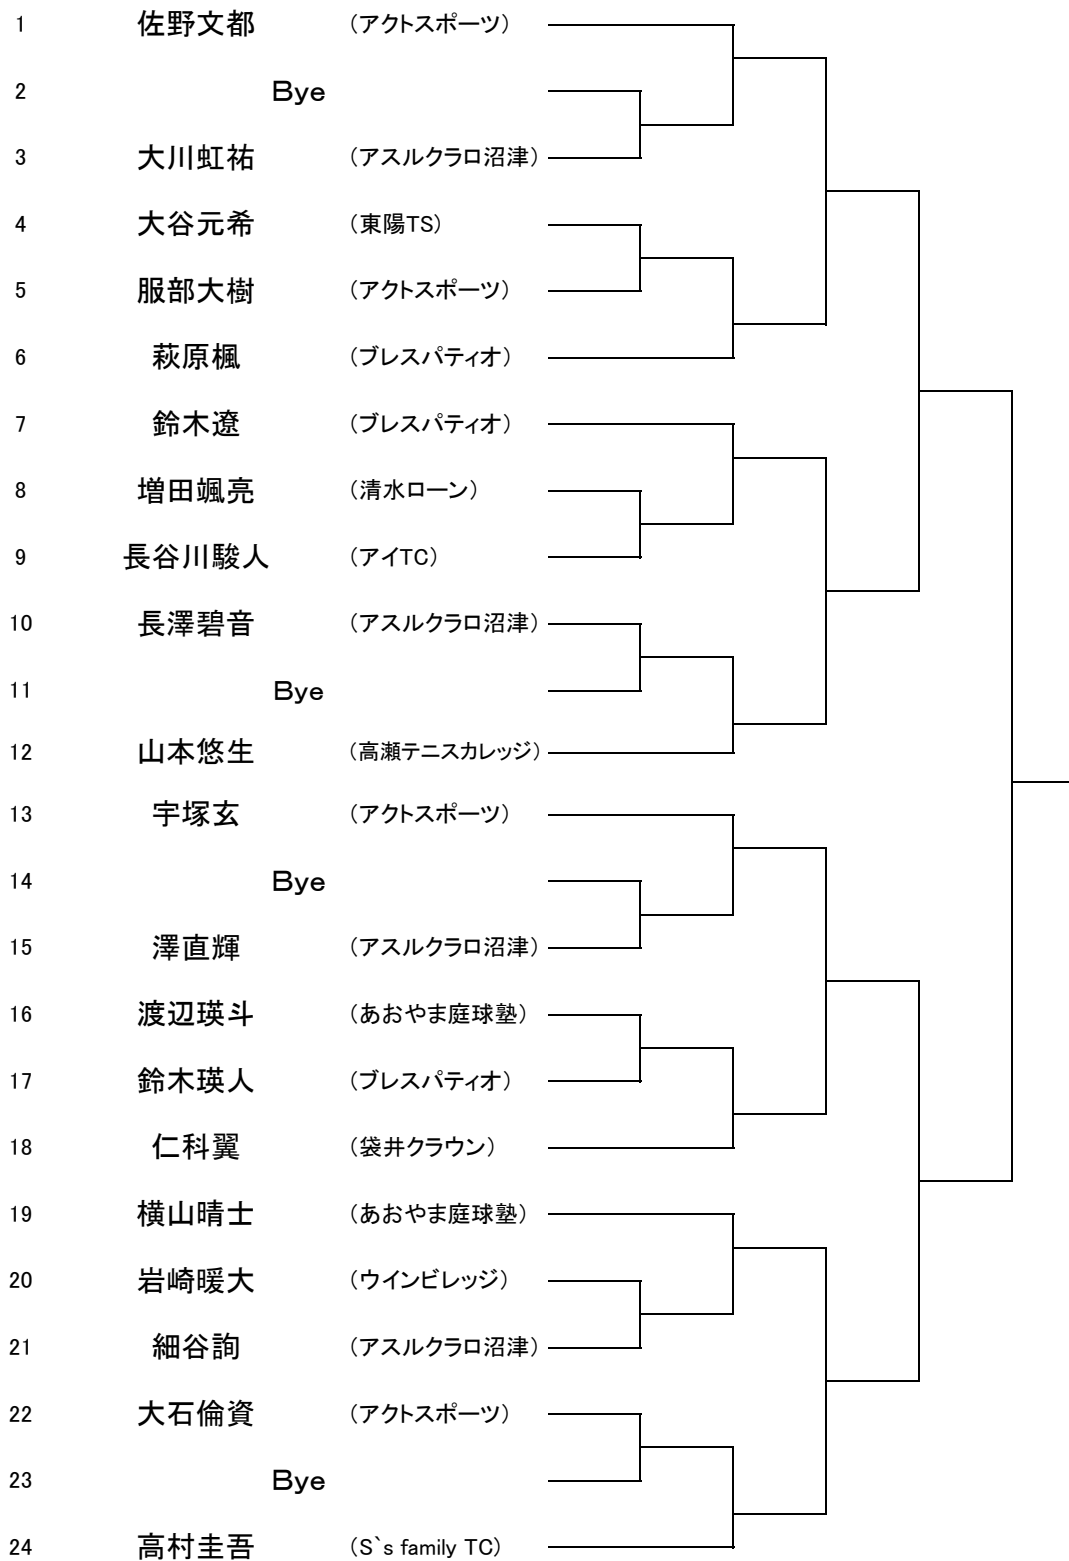 1 佐野文都 (アクトスポーツ)
2 Bye
3 大川虹祐 (アスルクラロ沼津)
4 大谷元希 (東陽TS)
5 服部大樹 (アクトスポーツ)
6 萩原楓 (ブレスパティオ)
7 鈴木遼 (ブレスパティオ)
8 増田颯亮 (清水ローン)
9 長谷川駿人 (アイTC)
10 長澤碧音 (アスルクラロ沼津)
11 Bye
12 山本悠生 (高瀬テニスカレッジ)
13 宇塚玄 (アクトスポーツ)
14 Bye
15 澤直輝 (アスルクラロ沼津)
16 渡辺瑛斗 (あおやま庭球塾)
17 鈴木瑛人 (ブレスパティオ)
18 仁科翼 (袋井クラウン)
19 横山晴士 (あおやま庭球塾)
20 岩崎暖大 (ウインビレッジ)
21 細谷詢 (アスルクラロ沼津)
22 大石倫資 (アクトスポーツ)
23 Bye
24 高村圭吾 (S`s family TC)